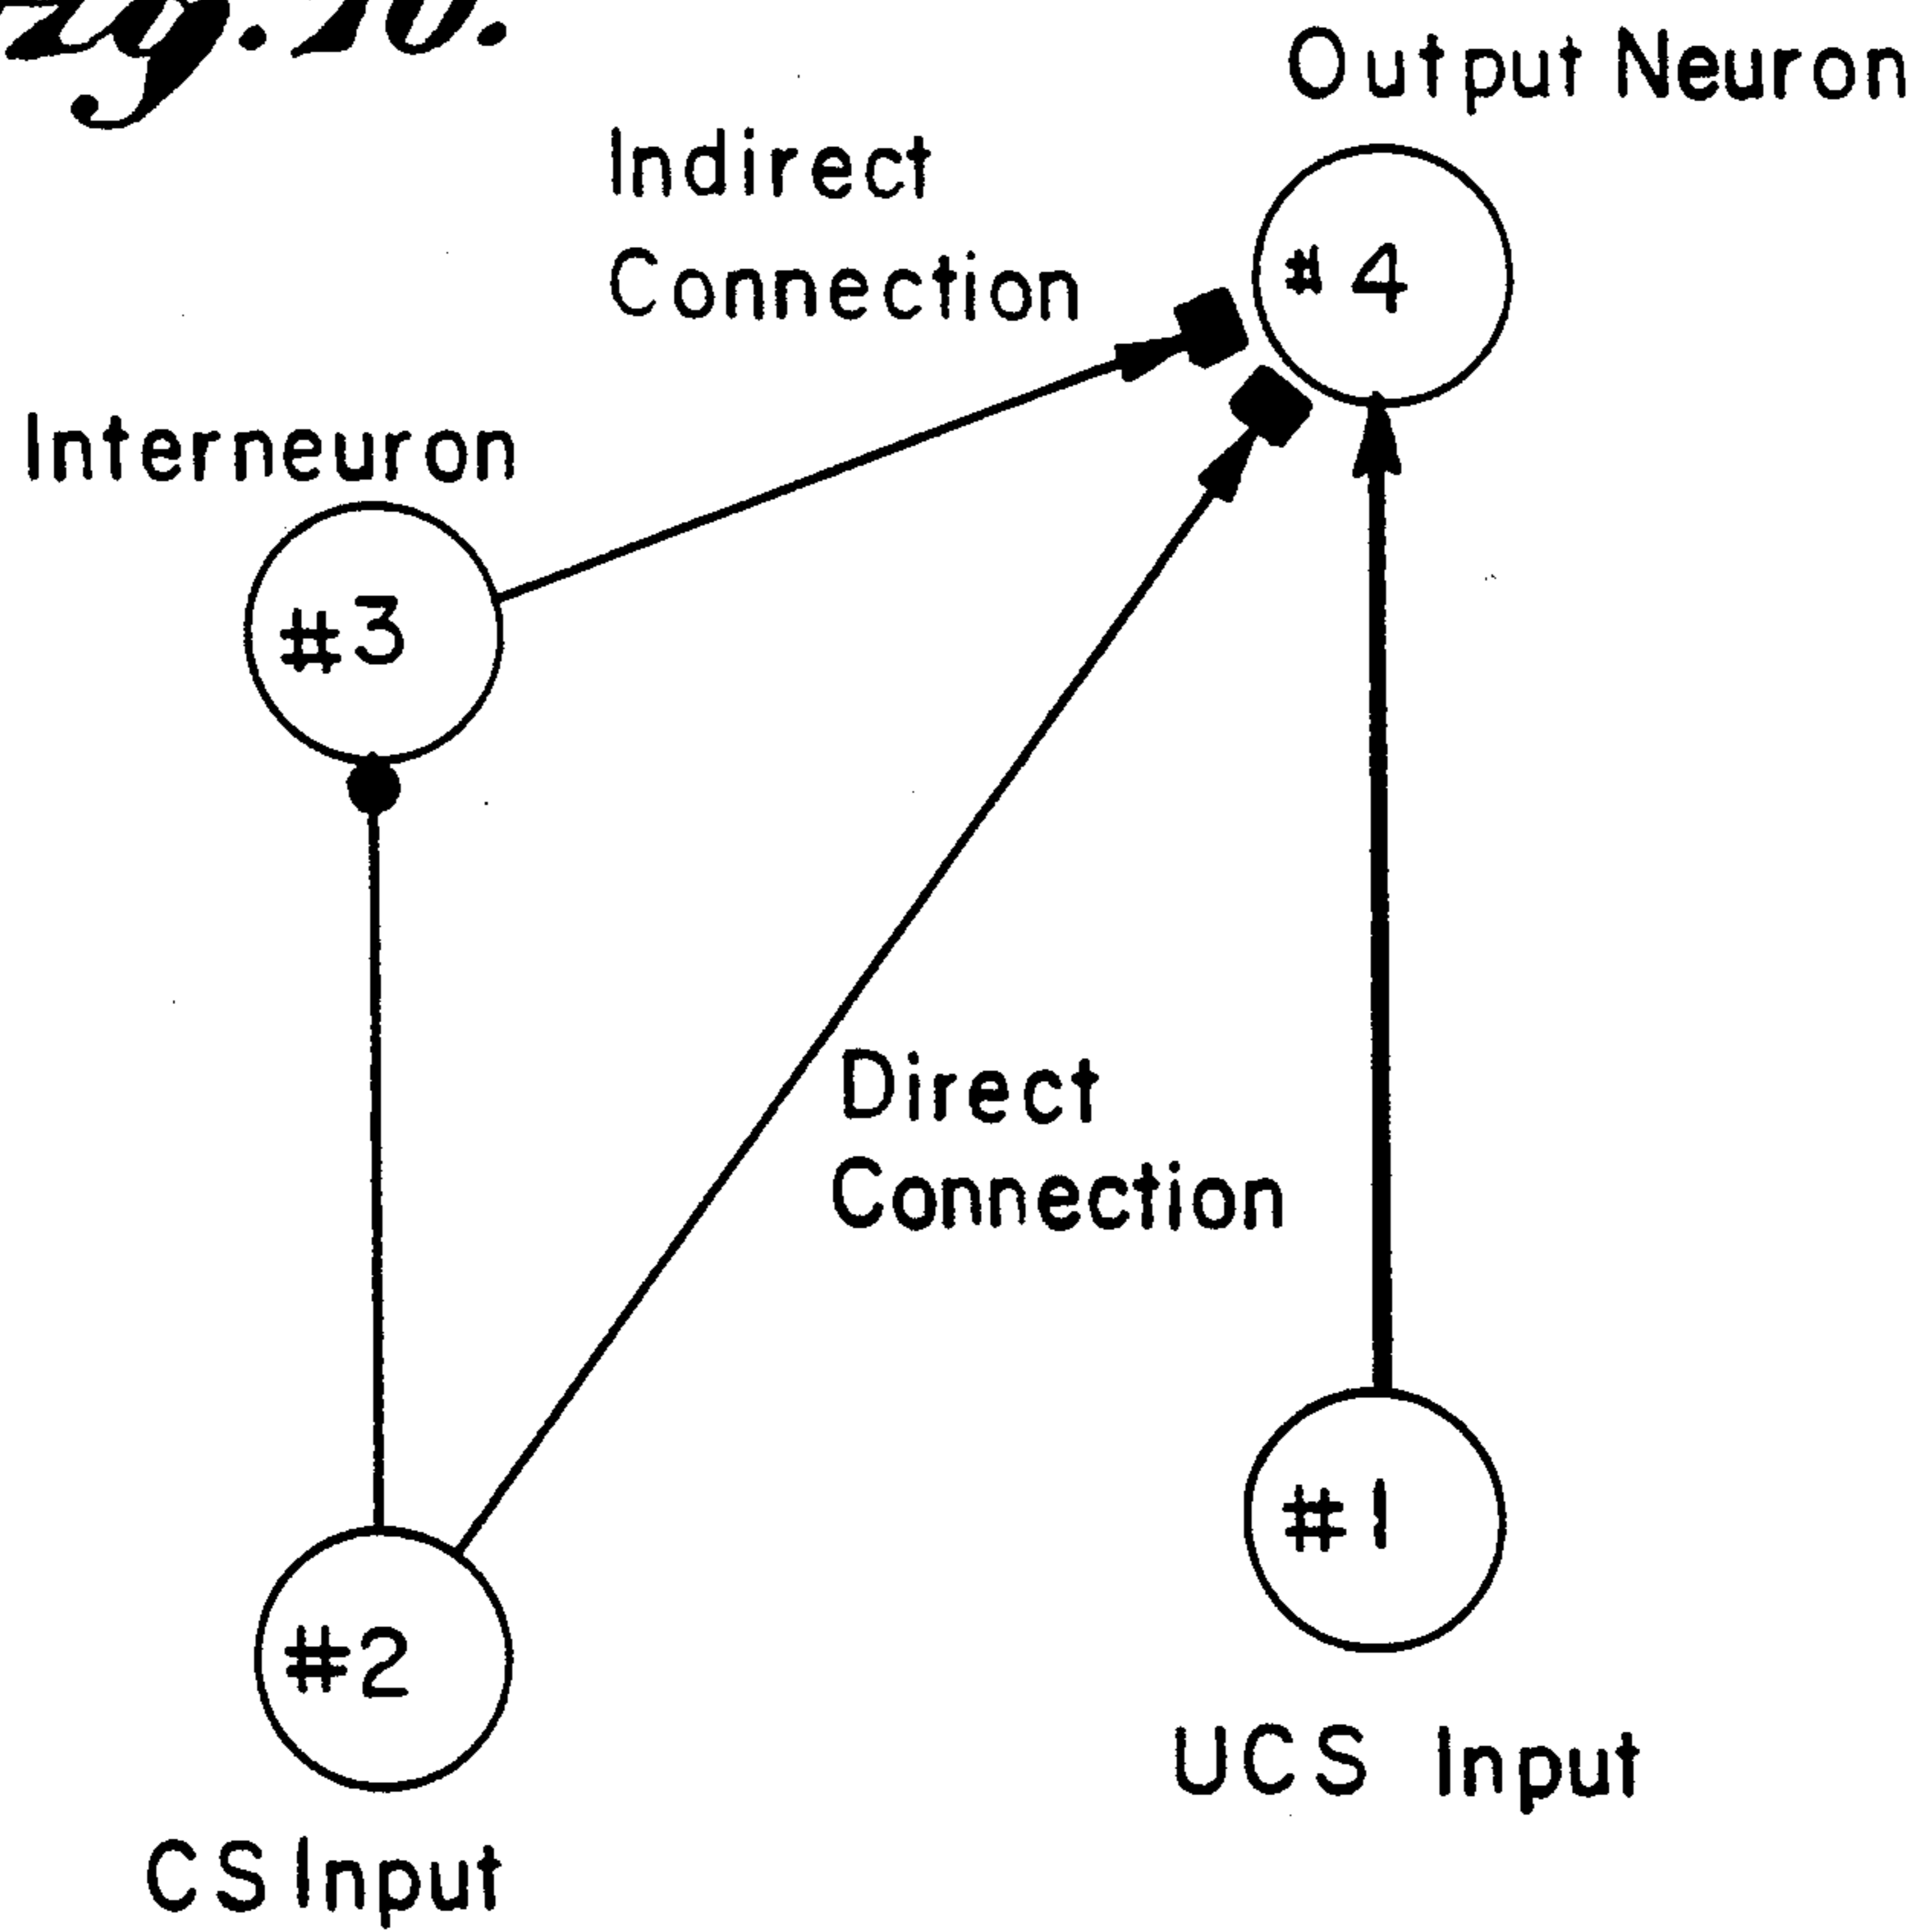 Output Neuron
Indirect
Connection
#4
Interneuron
#3
Direct
Connection
#1
#2
UCS Input
CS Input